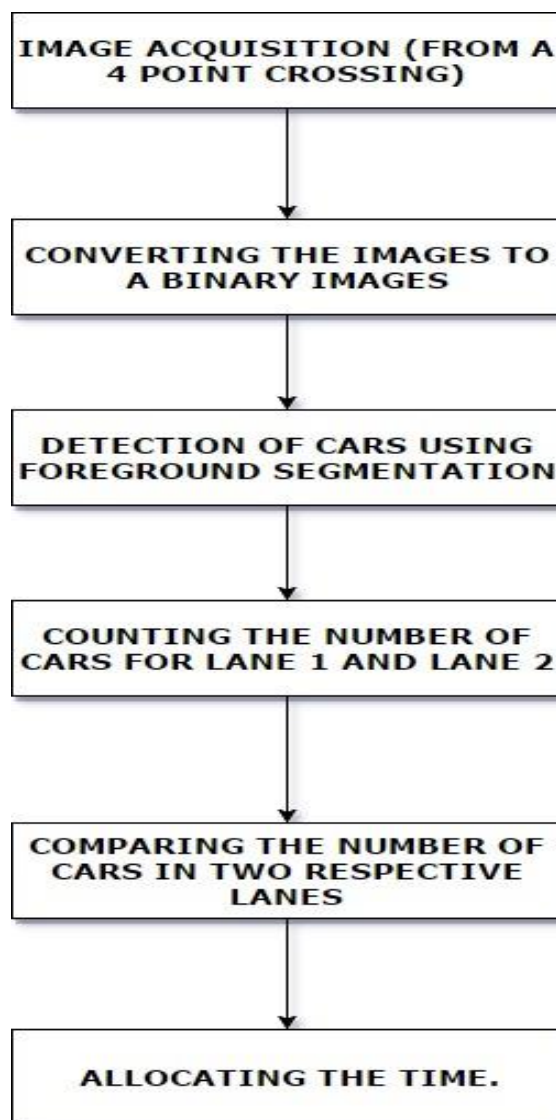 IMAGE ACQUISITION (FROM A
4 POINT CROSSING)
CONVERTING THE IMAGES TO
A BINARY IMAGES
DETECTION OF CARS USING
FOREGROUND SEGMENTATION
COUNTING THE NUMBER OF
CARS FOR LANE 1 AND LANE 2
COMPARING THE NUMBER OF
CARS IN TWO RESPECTIVE
LANES
ALLOCATING THE TIME.